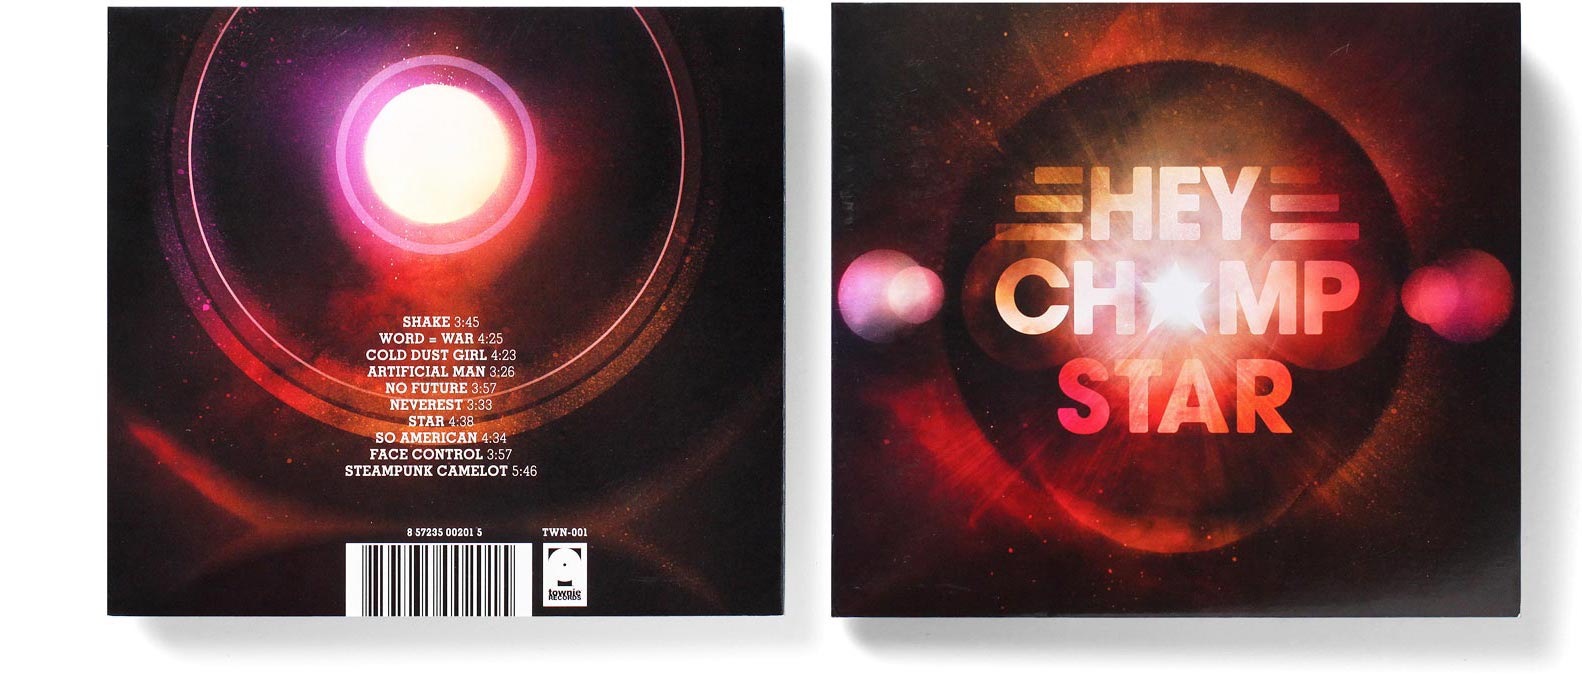 SHAKE 3:45
WORD = WAR 4:25
COLD DUST GIRL 4:23
ARTIFICIAL MAN 3:26
NO FUTURE 3:57
NEVEREST 3:33
STAR 4:38
SO AMERICAN 4:34
FACE CONTROL 3:57
STEAMPUNK CAMELOT 5:46
8 57235 00201 5
TWN-001
townie
RECORDS
HEY
CH★MP
STAR